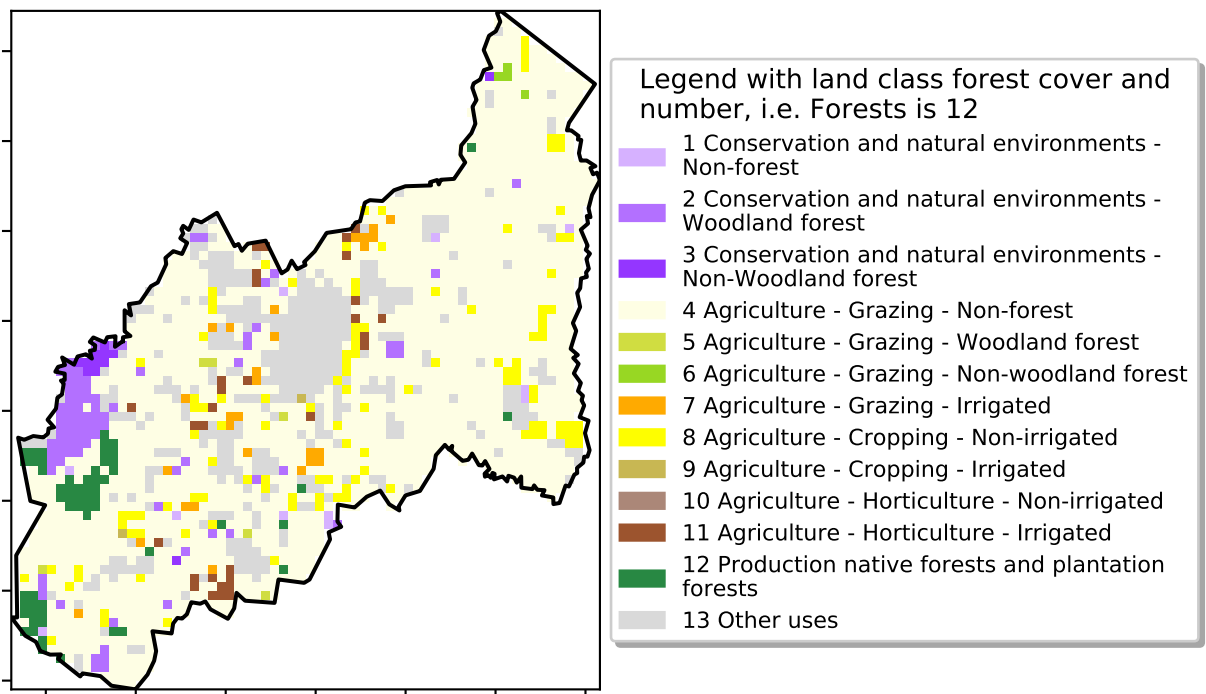 Legend with land class forest cover and
number, i.e. Forests is 12
1 Conservation and natural environments -
Non-forest
2 Conservation and natural environments -
Woodland forest
3 Conservation and natural environments -
Non-Woodland forest
4 Agriculture - Grazing - Non-forest
5 Agriculture - Grazing - Woodland forest
6 Agriculture - Grazing - Non-woodland forest
7 Agriculture - Grazing - Irrigated
8 Agriculture - Cropping - Non-irrigated
9 Agriculture - Cropping - Irrigated
10 Agriculture - Horticulture - Non-irrigated
11 Agriculture - Horticulture - Irrigated
12 Production native forests and plantation
forests
13 Other uses